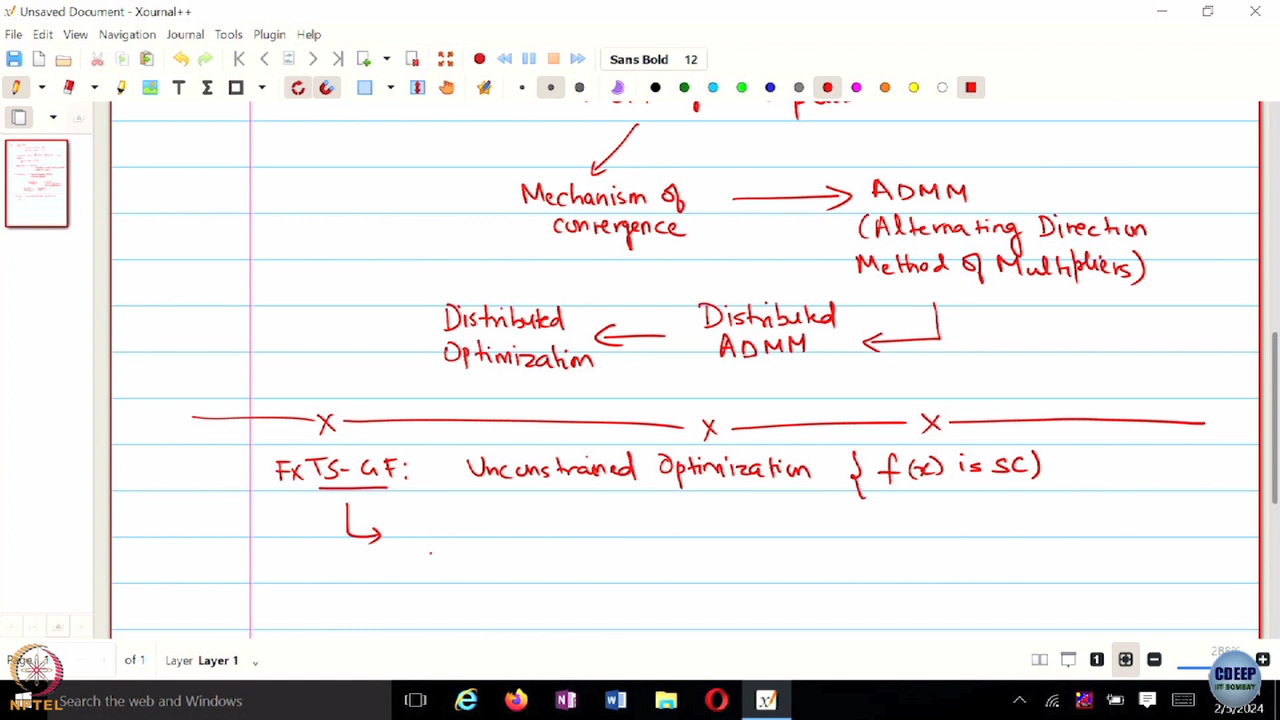 Unsaved Document - Xournal++
File Edit View Navigation Journal Tools Plugin Help
Sans Bold 12
Mechanism of convergence → ADMM
(Alternating Direction
Method of Multipliers)
Distributed
Optimization
Distributed
ADMM
FxTS-GF: Unconstrained Optimization { f(x) is SC)
Page 1 of 1 Layer Layer 1
288%
Search the web and Windows
NPTEL
CDEEP
IIT BOMBAY
2/5/2024